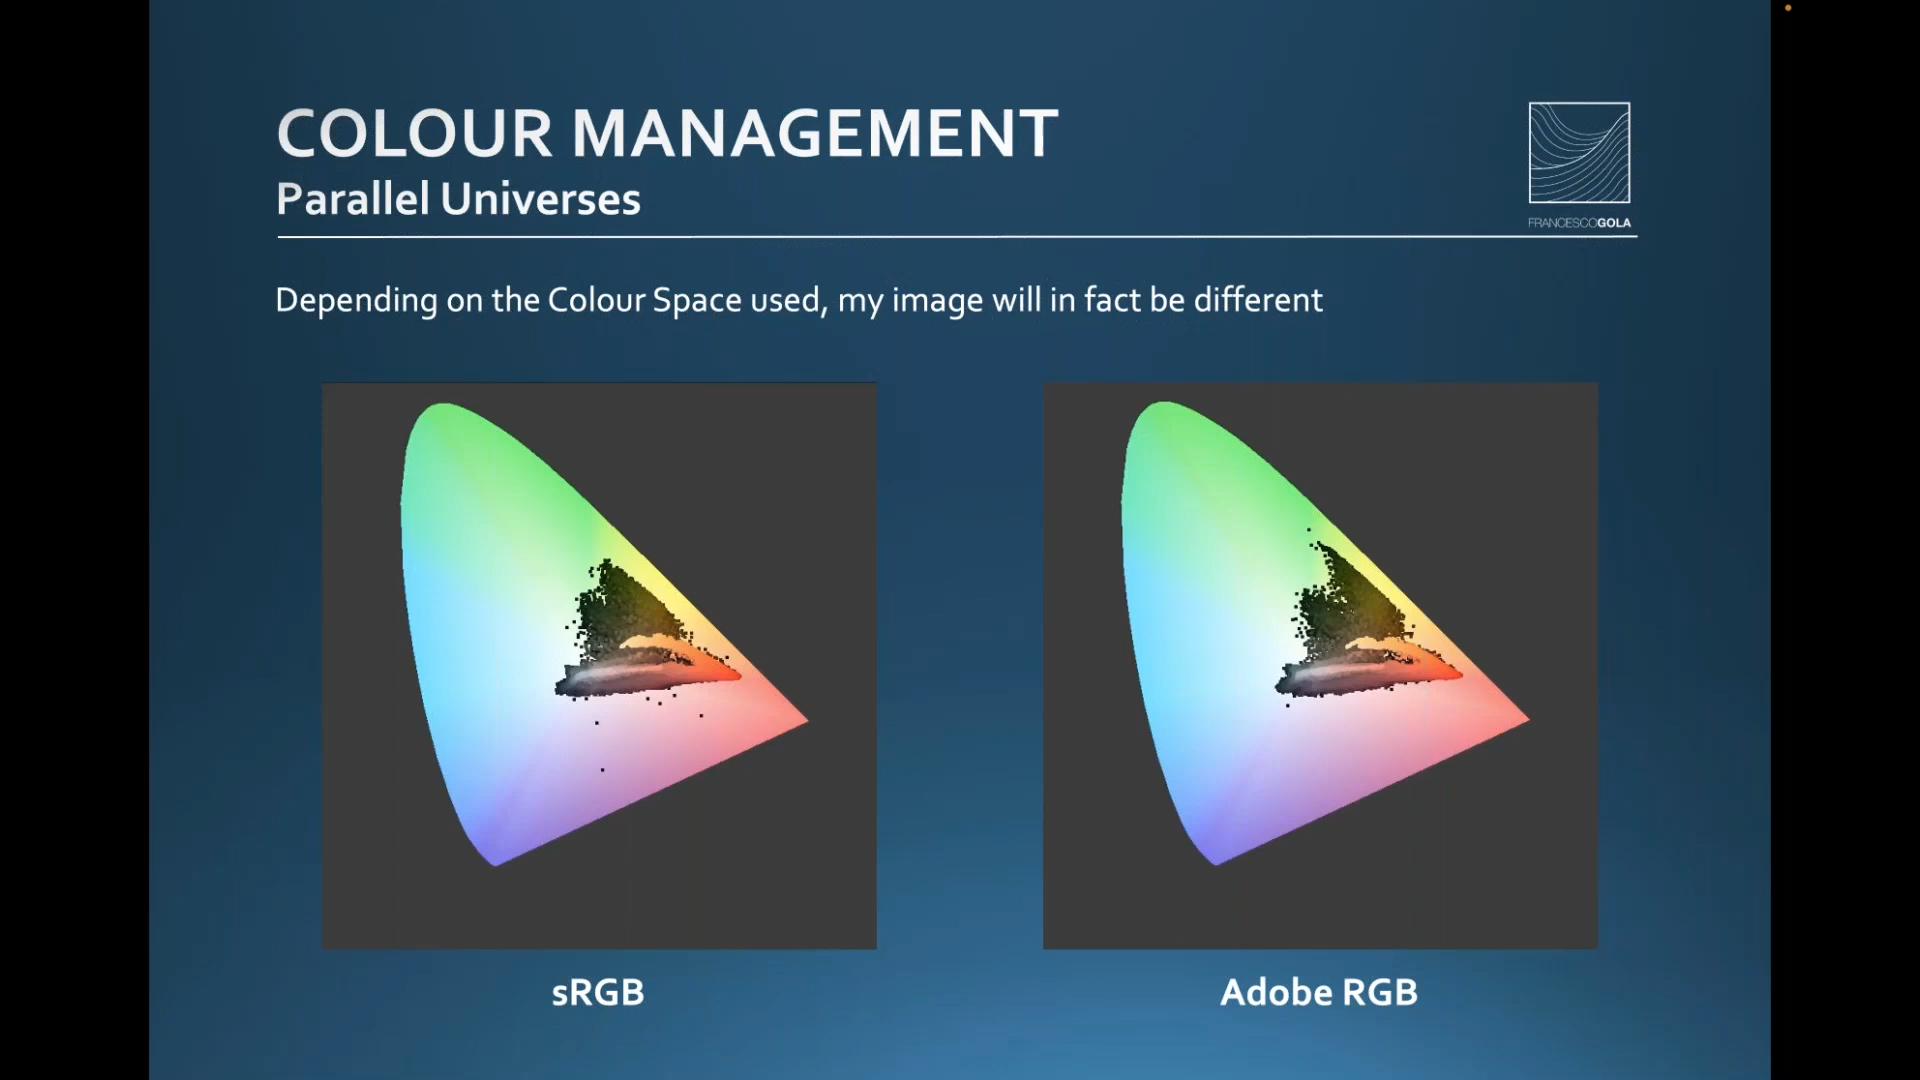 COLOUR MANAGEMENT
Parallel Universes
FRANCESCOGOLA
Depending on the Colour Space used, my image will in fact be different
sRGB
Adobe RGB